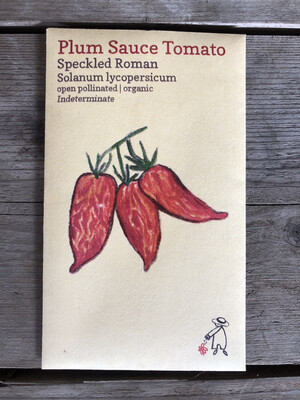 Plum Sauce Tomato
Speckled Roman
Solanum lycopersicum
open pollinated | organic
Indeterminate